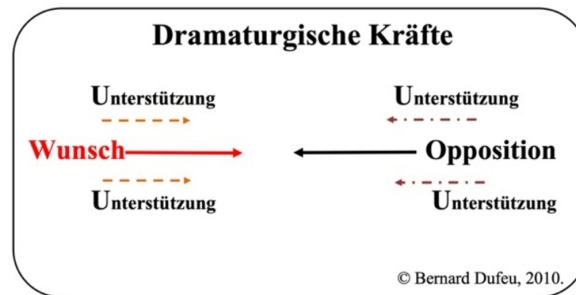 Dramaturgische Kräfte
Unterstützung Unterstützung
Wunsch Opposition
Unterstützung Unterstützung
© Bernard Dufeu, 2010.